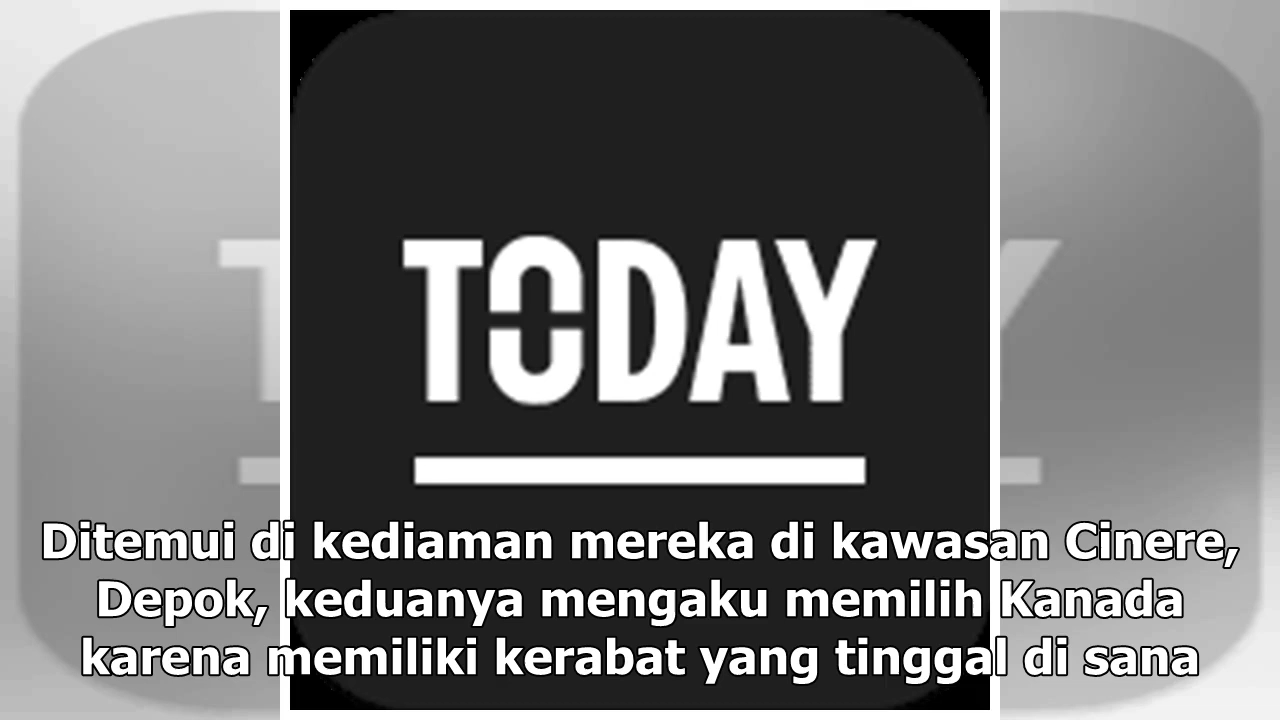 TODAY
Ditemui di kediaman mereka di kawasan Cinere,
Depok, keduanya mengaku memilih Kanada
karena memiliki kerabat yang tinggal di sana